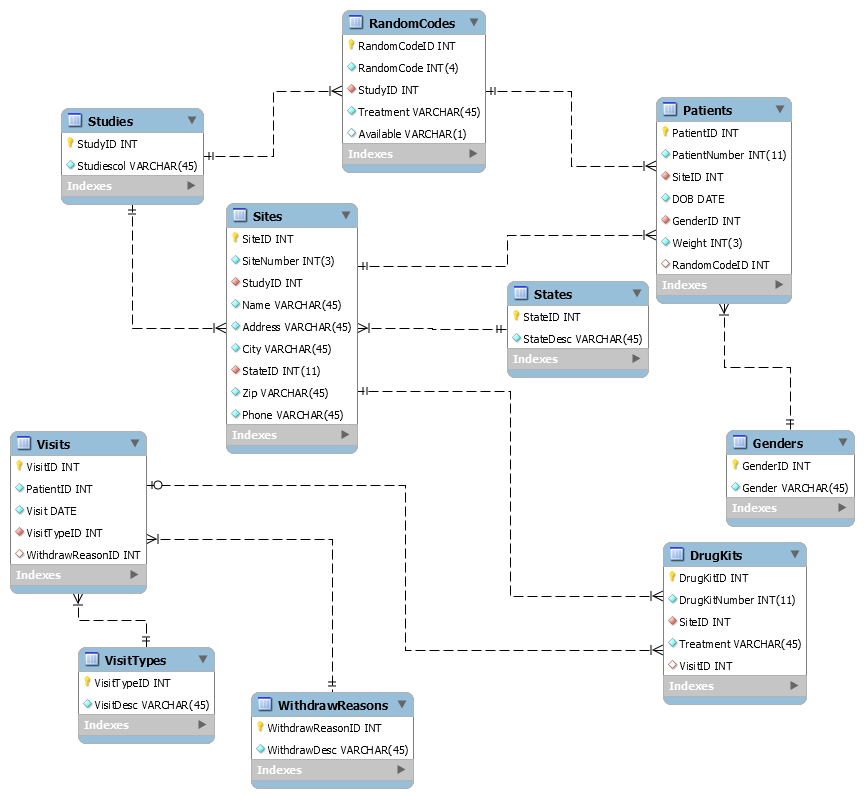 RandomCodes
RandomCodeID INT
RandomCode INT(4)
StudyID INT
Treatment VARCHAR(45)
Available VARCHAR(1)
Indexes
Studies
StudyID INT
Studiescol VARCHAR(45)
Indexes
Patients
PatientID INT
PatientNumber INT(11)
SiteID INT
DOB DATE
GenderID INT
Weight INT(3)
RandomCodeID INT
Indexes
Sites
SiteID INT
SiteNumber INT(3)
StudyID INT
Name VARCHAR(45)
Address VARCHAR(45)
City VARCHAR(45)
StateID INT(11)
Zip VARCHAR(45)
Phone VARCHAR(45)
Indexes
States
StateID INT
StateDesc VARCHAR(45)
Indexes
Visits
VisitID INT
PatientID INT
Visit DATE
VisitTypeID INT
WithdrawReasonID INT
Indexes
Genders
GenderID INT
Gender VARCHAR(45)
Indexes
DrugKits
DrugKitID INT
DrugKitNumber INT(11)
SiteID INT
Treatment VARCHAR(45)
VisitID INT
Indexes
VisitTypes
VisitTypeID INT
VisitDesc VARCHAR(45)
Indexes
WithdrawReasons
WithdrawReasonID INT
WithdrawDesc VARCHAR(45)
Indexes